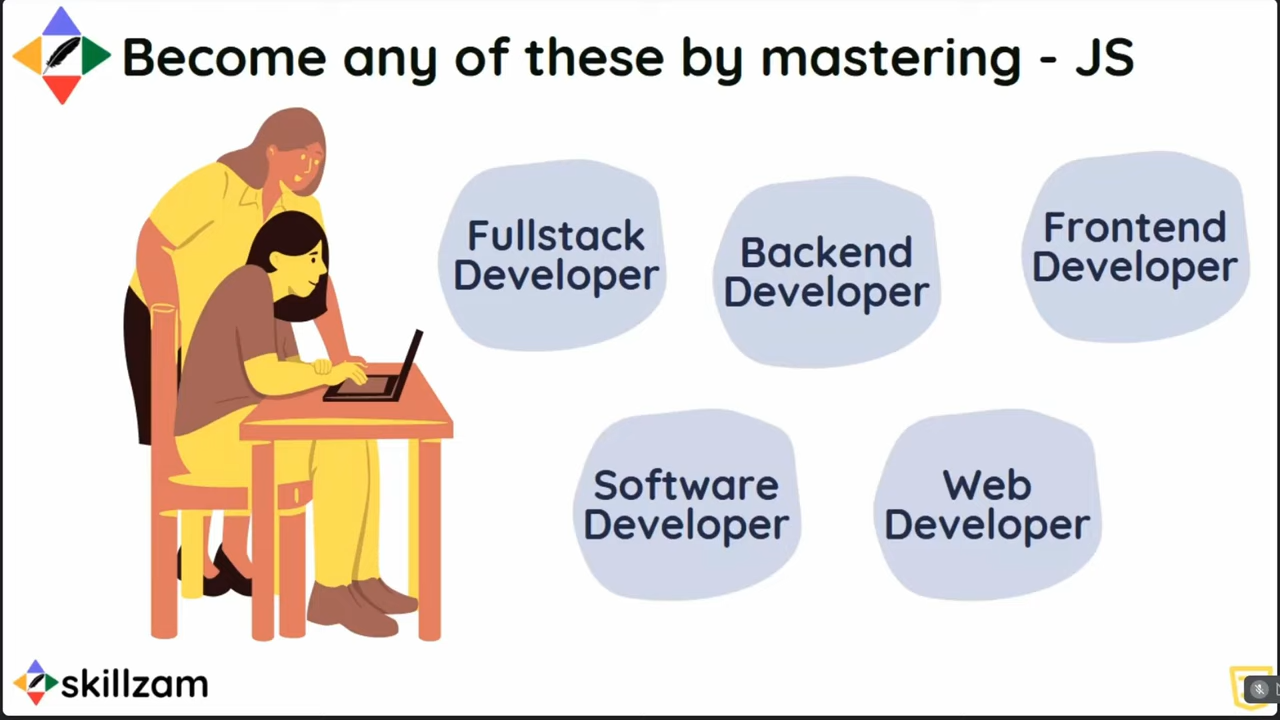 Become any of these by mastering - JS
Fullstack
Developer
Backend
Developer
Frontend
Developer
Software
Developer
Web
Developer
skillzam